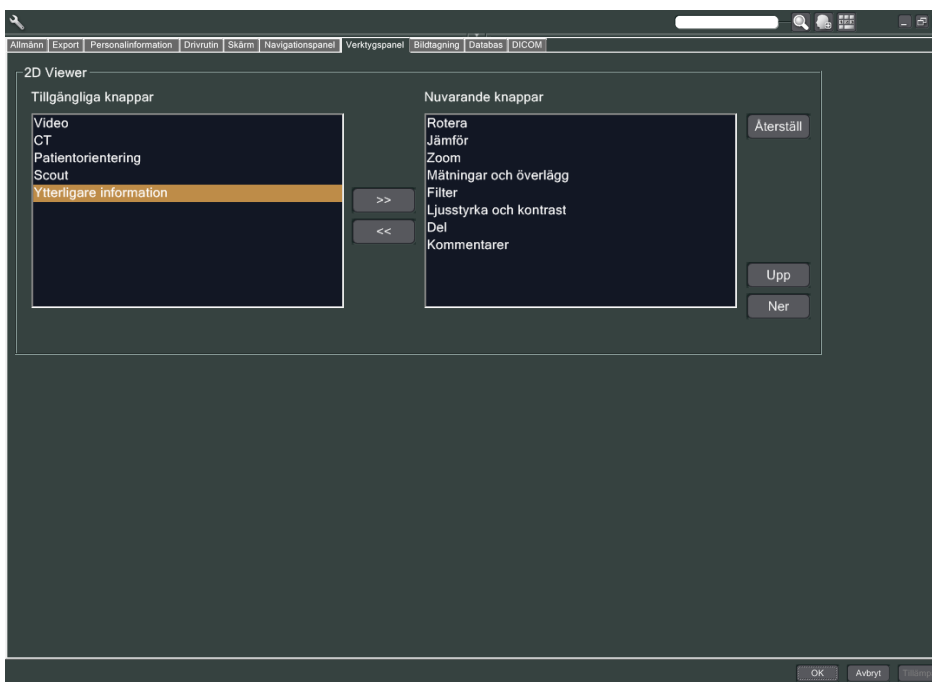 Allmänn Export Personalinformation Drivrutin Skärm Navigationspanel Verktygspanel Bildtagning Databas DICOM
2D Viewer
Tillgängliga knappar
Video
CT
Patientorientering
Scout
Ytterligare information
>>
<<
Nuvarande knappar
Rotera
Jämför
Zoom
Mätningar och överlägg
Filter
Ljusstyrka och kontrast
Del
Kommentarer
Återställ
Upp
Ner
OK Avbryt